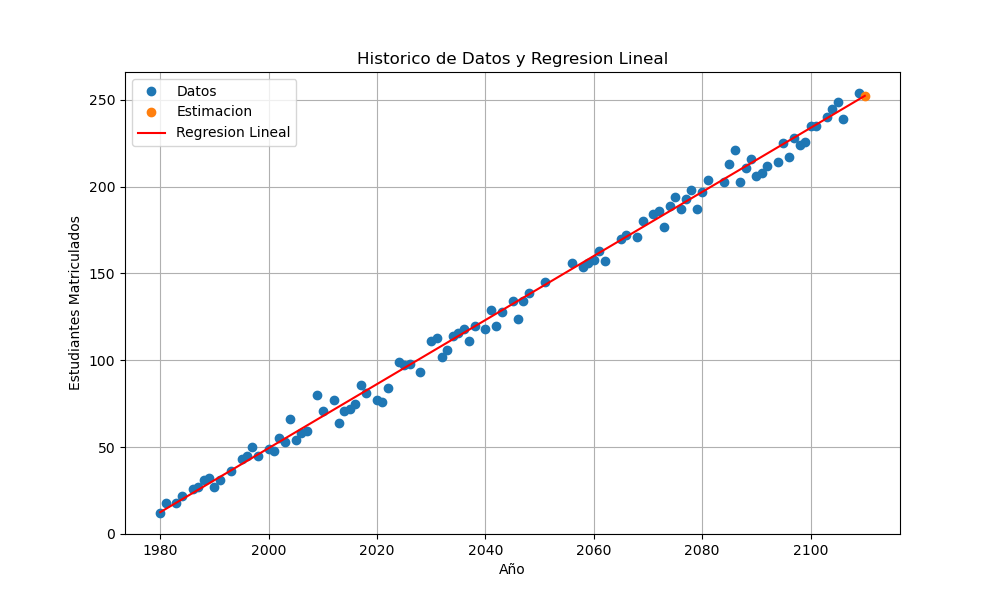 Historico de Datos y Regresion Lineal
Datos
Estimacion
Regresion Lineal
250
200
150
100
50
0
Estudiantes Matriculados
1980 2000 2020 2040 2060 2080 2100
Año